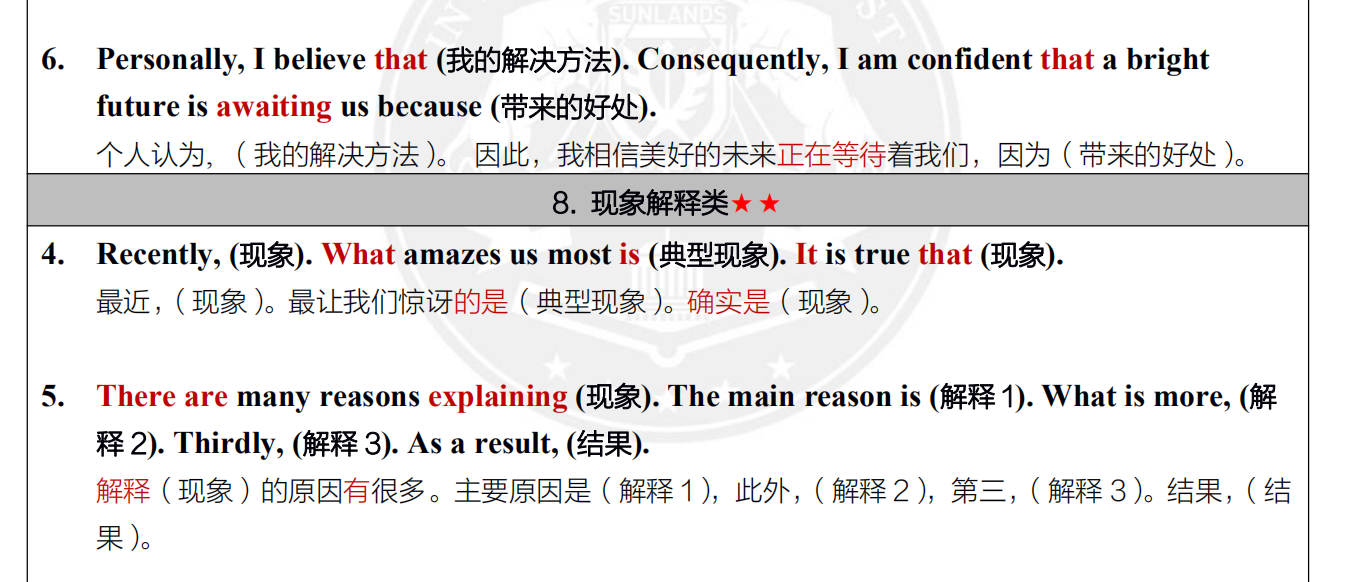 SUNLANDS
6. Personally, I believe that (我的解决方法). Consequently, I am confident that a bright
future is awaiting us because (带来的好处).
个人认为,（我的解决方法）。 因此，我相信美好的未来正在等待着我们，因为（带来的好处）。
8. 现象解释类★★
4. Recently, (现象). What amazes us most is (典型现象). It is true that (现象).
最近，（现象）。最让我们惊讶的是（典型现象）。确实是（现象）。
5. There are many reasons explaining (现象). The main reason is (解释1). What is more, (解
释2). Thirdly, (解释3). As a result, (结果).
解释（现象）的原因有很多。主要原因是（解释1），此外，（解释2），第三，（解释3）。结果，（结
果）。